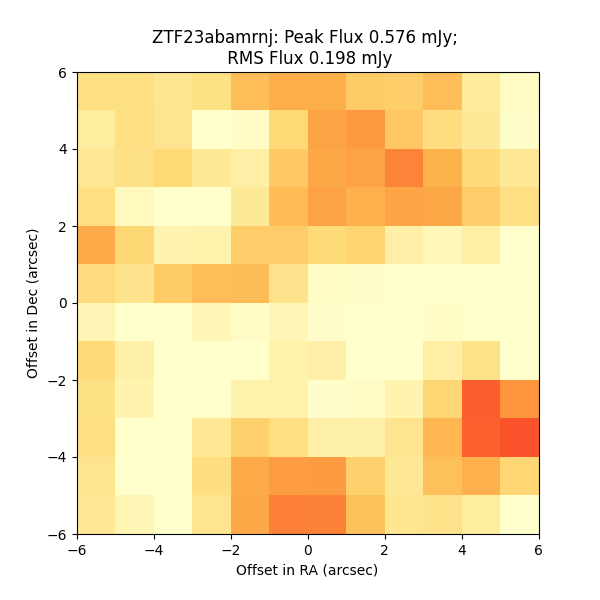 ZTF23abamrnj: Peak Flux 0.576 mJy;
RMS Flux 0.198 mJy
6
4
2
0
−2
−4
−6
Offset in Dec (arcsec)
−6 −4 −2 0 2 4 6
Offset in RA (arcsec)